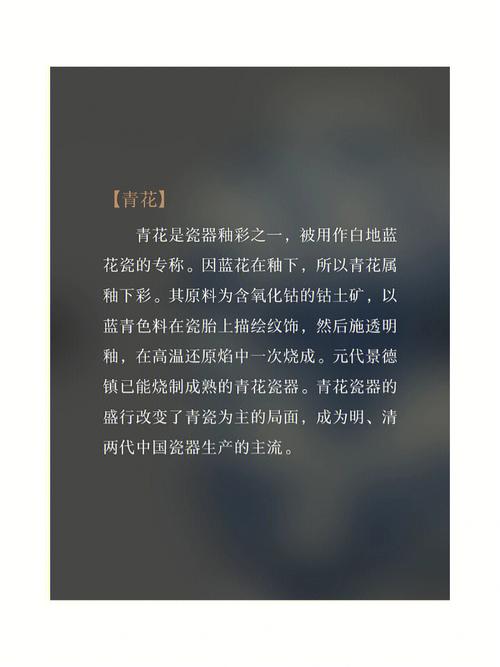 【青花】
青花是瓷器釉彩之一，被用作白地蓝
花瓷的专称。因蓝花在釉下，所以青花属
釉下彩。其原料为含氧化钴的钴土矿，以
蓝青色料在瓷胎上描绘纹饰，然后施透明
釉，在高温还原焰中一次烧成。元代景德
镇已能烧制成熟的青花瓷器。青花瓷器的
盛行改变了青瓷为主的局面，成为明、清
两代中国瓷器生产的主流。